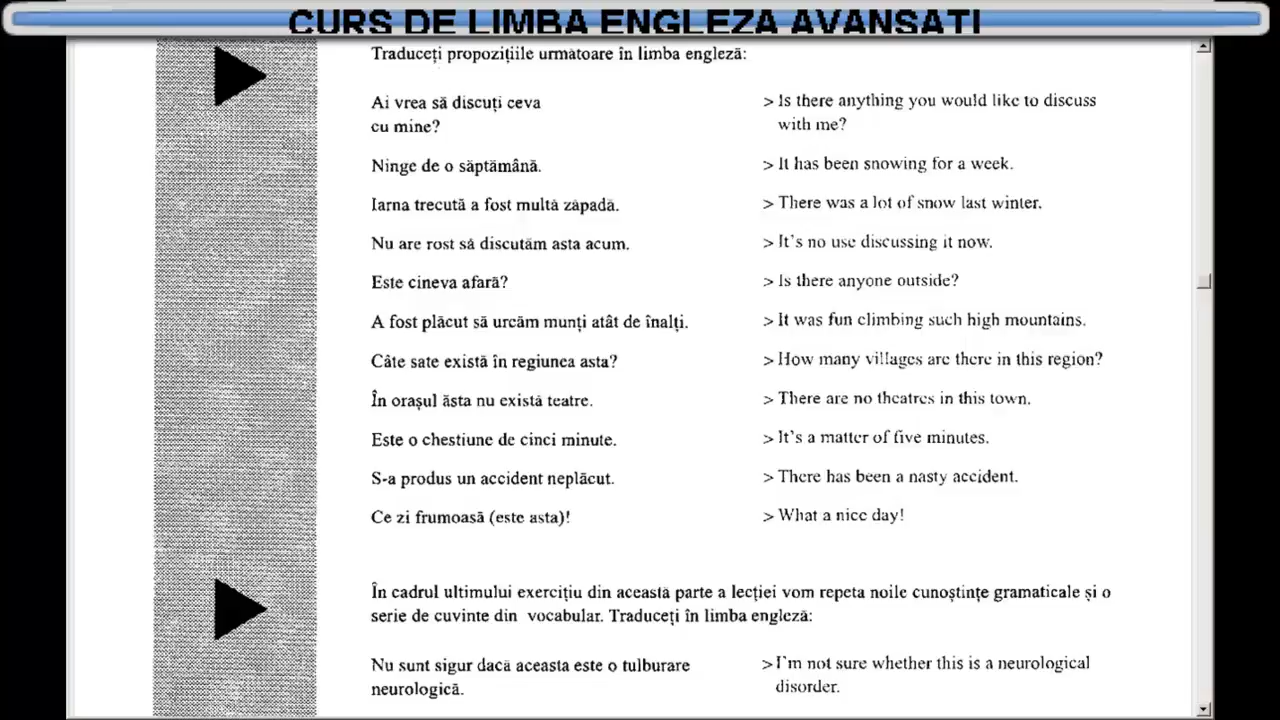 CURS DE LIMBA ENGLEZA AVANSATI
Traduceți propozițiile următoare în limba engleză:
Ai vrea să discuți ceva > Is there anything you would like to discuss
cu mine? with me?
Ninge de o săptămână. > It has been snowing for a week.
Iarna trecută a fost multă zăpadă. > There was a lot of snow last winter.
Nu are rost să discutăm asta acum. > It's no use discussing it now.
Este cineva afară? > Is there anyone outside?
A fost plăcut să urcăm munți atât de înalți. > It was fun climbing such high mountains.
Câte sate există în regiunea asta? > How many villages are there in this region?
În orașul ăsta nu există teatre. > There are no theatres in this town.
Este o chestiune de cinci minute. > It's a matter of five minutes.
S-a produs un accident neplăcut. > There has been a nasty accident.
Ce zi frumoasă (este asta)! > What a nice day!
În cadrul ultimului exercițiu din această parte a lecției vom repeta noile cunoștințe gramaticale și o
serie de cuvinte din vocabular. Traduceți în limba engleză:
Nu sunt sigur dacă aceasta este o tulburare > I'm not sure whether this is a neurological
neurologică. disorder.